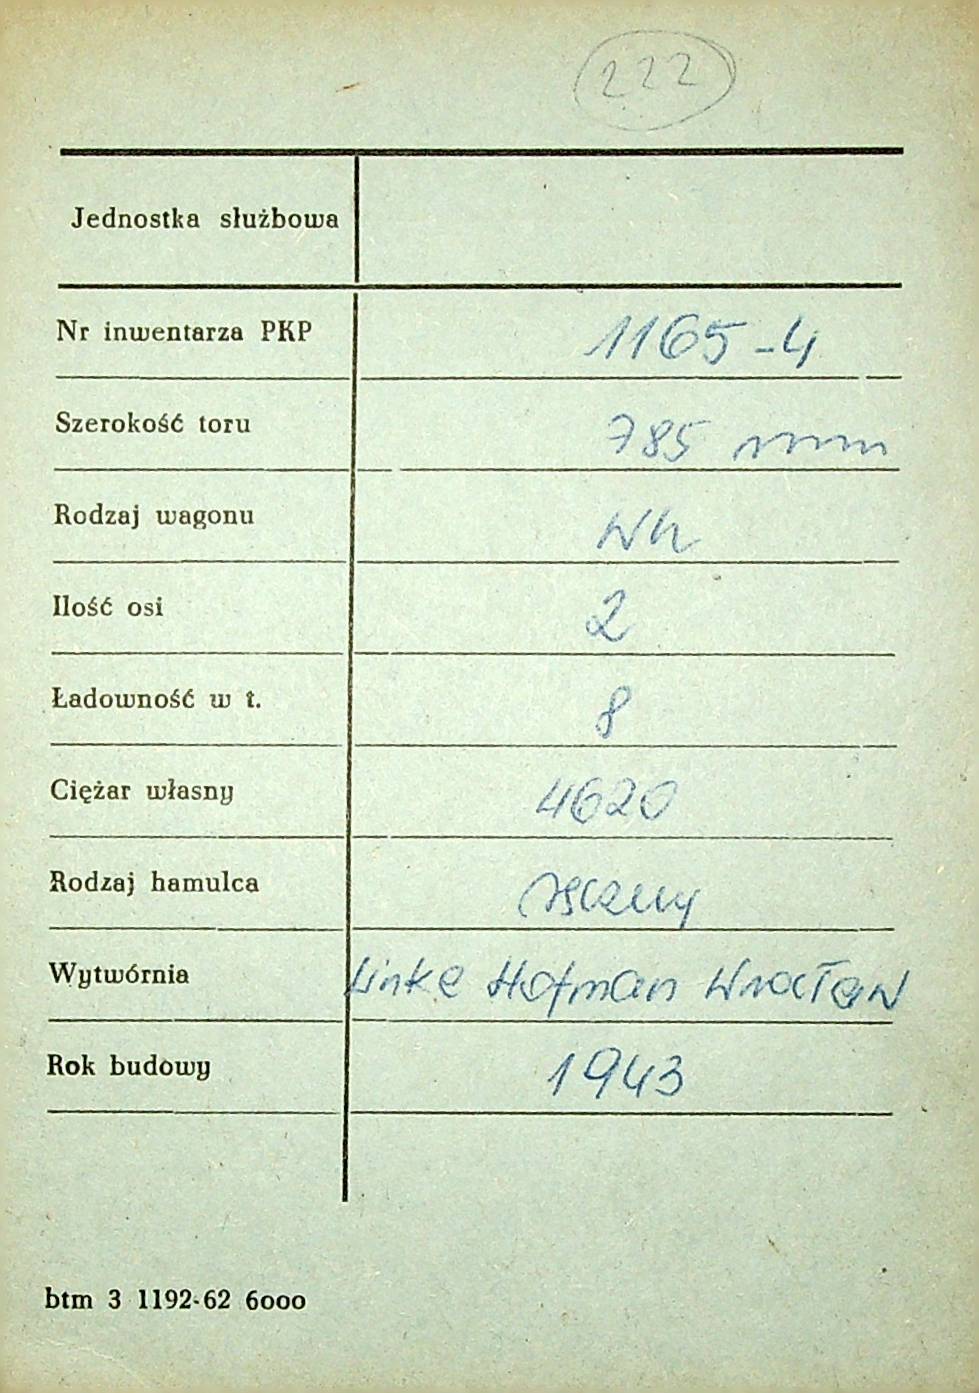 222
Jednostka służbowa
Nr inwentarza PKP 1165-4
Szerokość toru 785 mm
Rodzaj wagonu Wh
Ilość osi 2
Ładowność w t. 8
Ciężar własny 4620
Rodzaj hamulca ręczny
Wytwórnia Linke Hofman Wrocław
Rok budowy 1943
btm 3 1192-62 6000